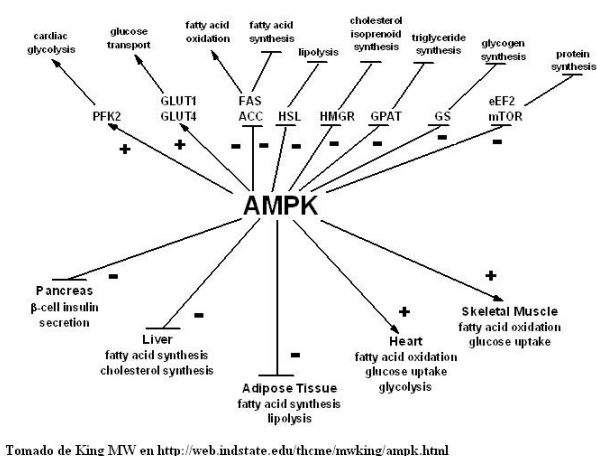 cardiac
glycolysis
glucose
transport
fatty acid
oxidation
fatty acid
synthesis
lipolysis
cholesterol
isoprenoid
synthesis
triglyceride
synthesis
glycogen
synthesis
protein
synthesis
PFK2
GLUT1
GLUT4
FAS
ACC
HSL
HMGR
GPAT
GS
eEF2
mTOR
+
+
-
-
-
-
-
-
-
AMPK
-
Pancreas
β-cell insulin
secretion
-
Liver
fatty acid synthesis
cholesterol synthesis
-
Adipose Tissue
fatty acid synthesis
lipolysis
+
Heart
fatty acid oxidation
glucose uptake
glycolysis
+
Skeletal Muscle
fatty acid oxidation
glucose uptake
Tomado de King MW en http://web.indstate.edu/thcme/mwking/ampk.html